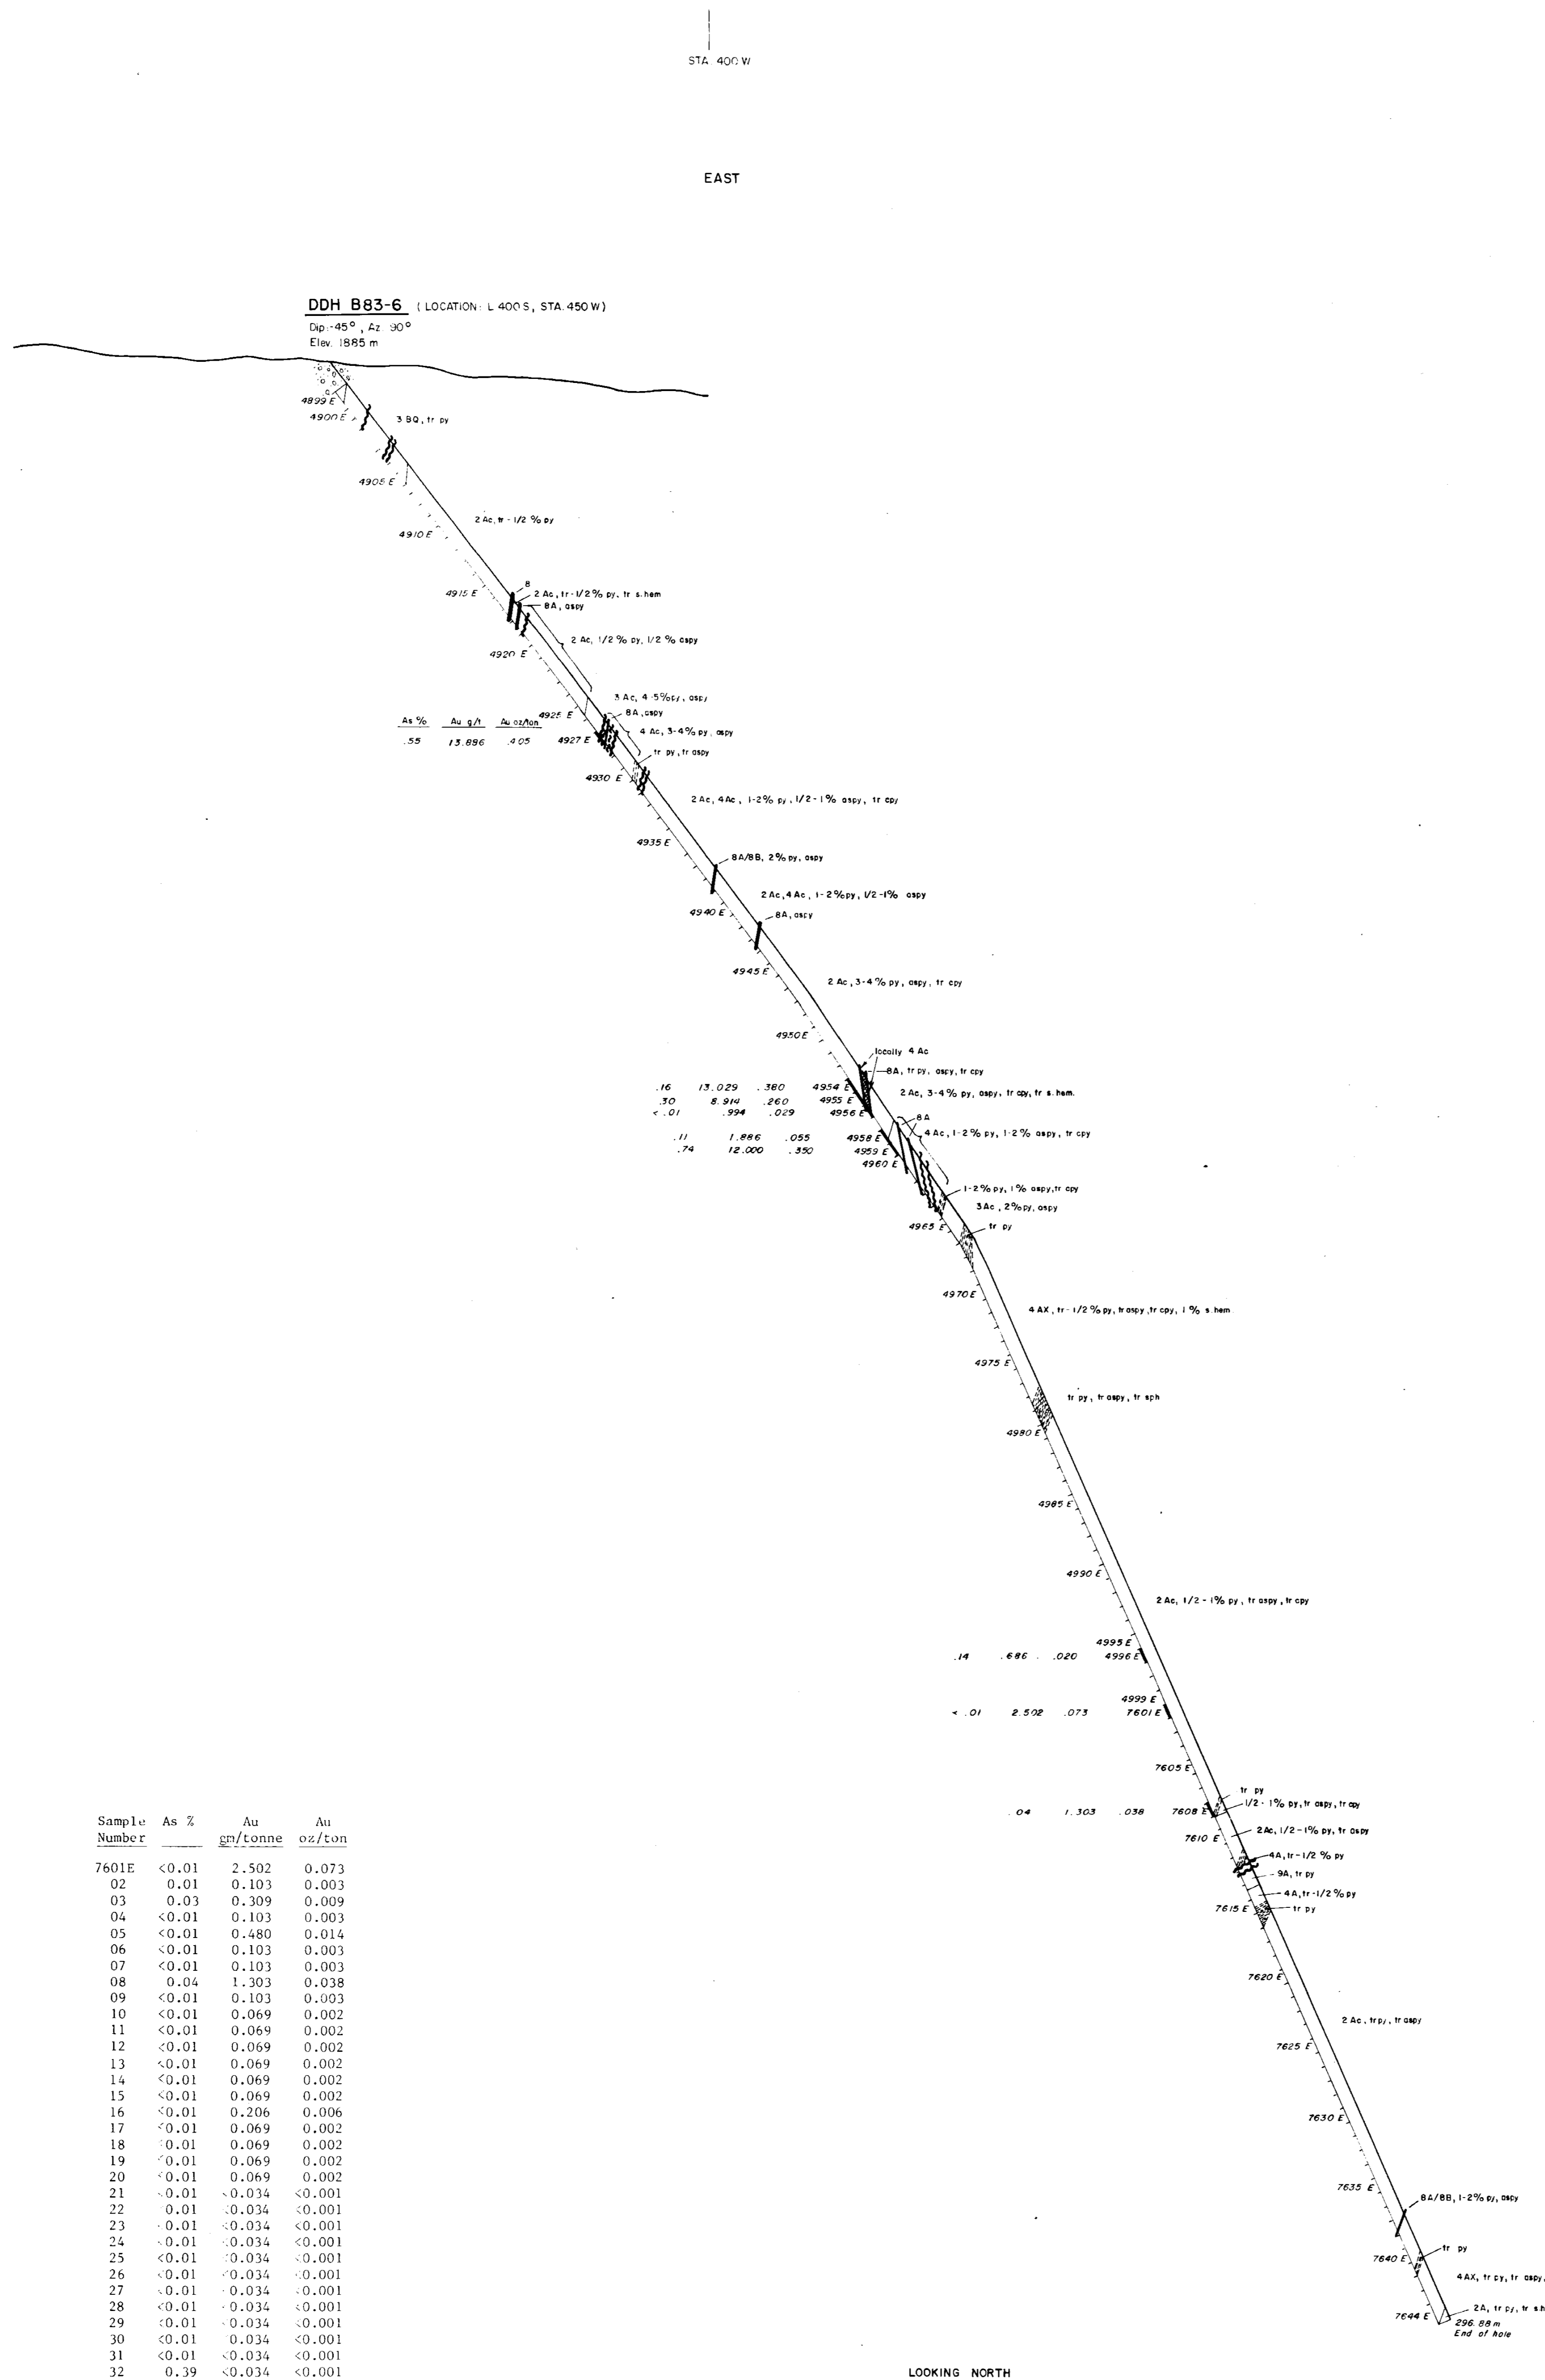 STA. 400 W
EAST
DDH B83-6 ( LOCATION: L 400 S, STA. 450 W)
Dip:-45°, Az. 90°
Elev. 1885 m
4899 E
4900 E
3 BQ, tr py
4905 E
2 Ac, tr - 1/2 % py
4910 E
8
4915 E
2 Ac, tr-1/2% py, tr s.hem
8A, aspy
2 Ac, 1/2 % py, 1/2 % aspy
4920 E
3 Ac, 4-5% py, aspy
4925 E
8A, aspy
As % Au g/t Au oz/ton
4 Ac, 3-4% py, aspy
.55 13.886 .405 4927 E
tr py, tr aspy
4930 E
2 Ac, 4 Ac, 1-2% py, 1/2-1% aspy, tr cpy
4935 E
8A/8B, 2% py, aspy
2 Ac, 4 Ac, 1-2% py, 1/2-1% aspy
4940 E
8A, aspy
4945 E
2 Ac, 3-4% py, aspy, tr cpy
4950 E
locally 4 Ac
8A, tr py, aspy, tr cpy
.16 13.029 .380 4954 E
2 Ac, 3-4% py, aspy, tr cpy, tr s.hem.
.30 8.914 .260 4955 E
< .01 .994 .029 4956 E
8A
4 Ac, 1-2% py, 1-2% aspy, tr cpy
.11 1.886 .055 4958 E
.74 12.000 .350 4959 E
4960 E
1-2% py, 1% aspy, tr cpy
3 Ac, 2% py, aspy
4965 E
tr py
4970 E
4 AX, tr-1/2% py, tr aspy, tr cpy, 1% s.hem
4975 E
tr py, tr aspy, tr sph
4980 E
4985 E
4990 E
2 Ac, 1/2-1% py, tr aspy, tr cpy
4995 E
.14 .686 .020 4996 E
4999 E
< .01 2.502 .073 7601 E
7605 E
tr py
1/2-1% py, tr aspy, tr cpy
.04 1.303 .038 7608 E
2Ac, 1/2-1% py, tr aspy
7610 E
4A, tr-1/2 % py
9A, tr py
4A, tr-1/2% py
7615 E
tr py
7620 E
2 Ac, tr py, tr aspy
7625 E
7630 E
7635 E
8A/8B, 1-2% py, aspy
tr py
7640 E
4 AX, tr py, tr aspy,
2A, tr py, tr s.h
7644 E
296.88 m
End of hole
Sample As % Au Au
Number gm/tonne oz/ton
7601E <0.01 2.502 0.073
02 0.01 0.103 0.003
03 0.03 0.309 0.009
04 <0.01 0.103 0.003
05 <0.01 0.480 0.014
06 <0.01 0.103 0.003
07 <0.01 0.103 0.003
08 0.04 1.303 0.038
09 <0.01 0.103 0.003
10 <0.01 0.069 0.002
11 <0.01 0.069 0.002
12 <0.01 0.069 0.002
13 <0.01 0.069 0.002
14 <0.01 0.069 0.002
15 <0.01 0.069 0.002
16 <0.01 0.206 0.006
17 <0.01 0.069 0.002
18 <0.01 0.069 0.002
19 <0.01 0.069 0.002
20 <0.01 0.069 0.002
21 <0.01 <0.034 <0.001
22 0.01 <0.034 <0.001
23 <0.01 <0.034 <0.001
24 <0.01 <0.034 <0.001
25 <0.01 <0.034 <0.001
26 <0.01 <0.034 <0.001
27 <0.01 <0.034 <0.001
28 <0.01 <0.034 <0.001
29 <0.01 <0.034 <0.001
30 <0.01 0.034 <0.001
31 <0.01 <0.034 <0.001
32 0.39 <0.034 <0.001
LOOKING NORTH